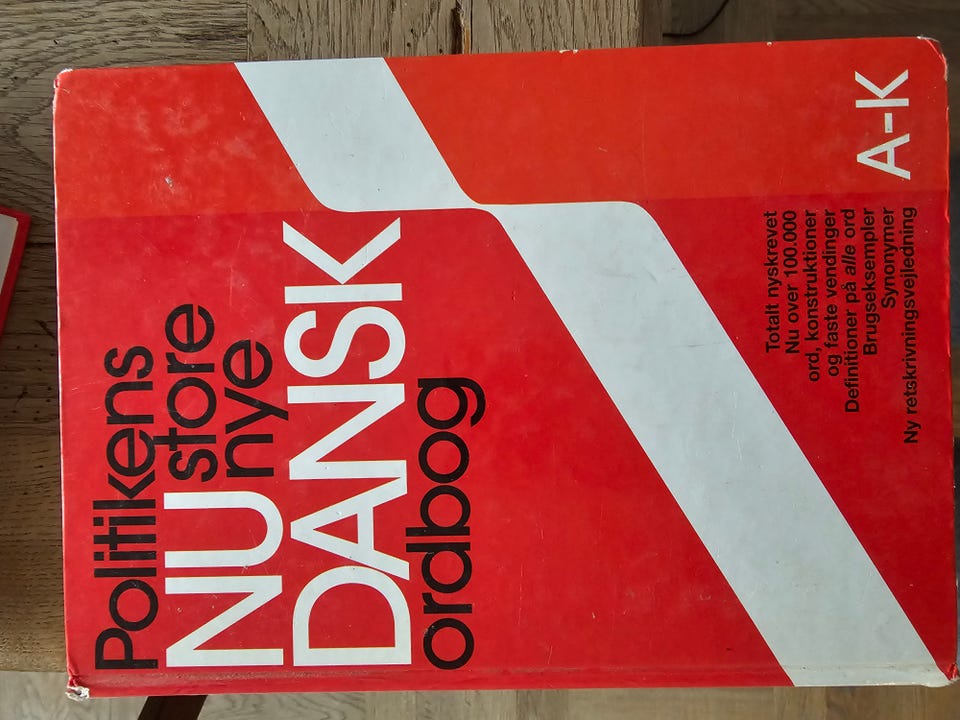 Politikens
store
NU nye
DANSK
ordbog
Totalt nyskrevet
Nu over 100.000
ord, konstruktioner
og faste vendinger
Definitioner på alle ord
Brugseksempler
Synonymer
Ny retskrivningsvejledning
A-K